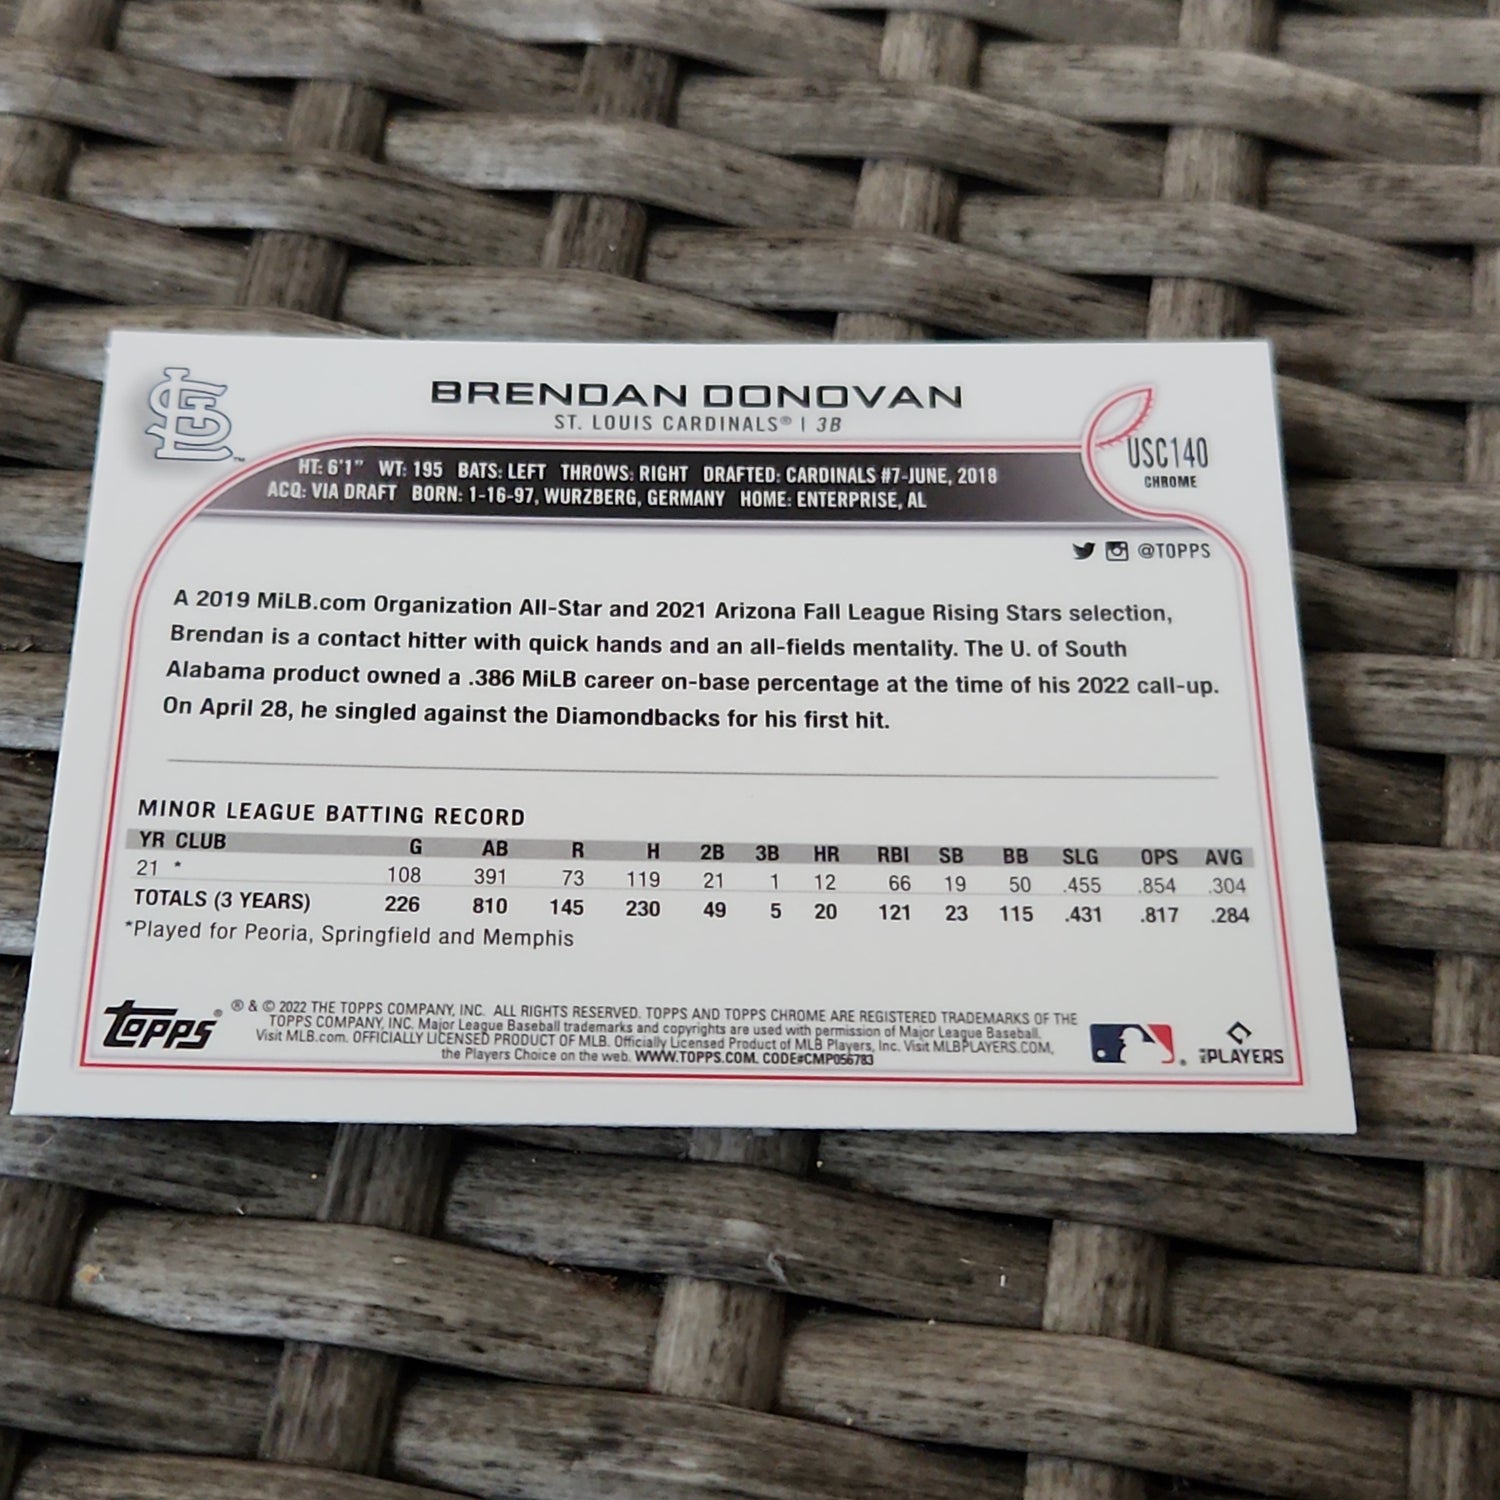 STL™
BRENDAN DONOVAN
ST. LOUIS CARDINALS® | 3B
USC140
CHROME
HT: 6'1" WT: 195 BATS: LEFT THROWS: RIGHT DRAFTED: CARDINALS #7-JUNE, 2018
ACQ: VIA DRAFT BORN: 1-16-97, WURZBERG, GERMANY HOME: ENTERPRISE, AL
@TOPPS
A 2019 MiLB.com Organization All-Star and 2021 Arizona Fall League Rising Stars selection,
Brendan is a contact hitter with quick hands and an all-fields mentality. The U. of South
Alabama product owned a .386 MiLB career on-base percentage at the time of his 2022 call-up.
On April 28, he singled against the Diamondbacks for his first hit.
MINOR LEAGUE BATTING RECORD
YR CLUB G AB R H 2B 3B HR RBI SB BB SLG OPS AVG
21 * 108 391 73 119 21 1 12 66 19 50 .455 .854 .304
TOTALS (3 YEARS) 226 810 145 230 49 5 20 121 23 115 .431 .817 .284
*Played for Peoria, Springfield and Memphis
topps®
® & © 2022 THE TOPPS COMPANY, INC. ALL RIGHTS RESERVED. TOPPS AND TOPPS CHROME ARE REGISTERED TRADEMARKS OF THE
TOPPS COMPANY, INC. Major League Baseball trademarks and copyrights are used with permission of Major League Baseball.
Visit MLB.com. OFFICIALLY LICENSED PRODUCT OF MLB. Officially Licensed Product of MLB Players, Inc. Visit MLBPLAYERS.COM,
the Players Choice on the web. WWW.TOPPS.COM. CODE#CMP056783
PLAYERS